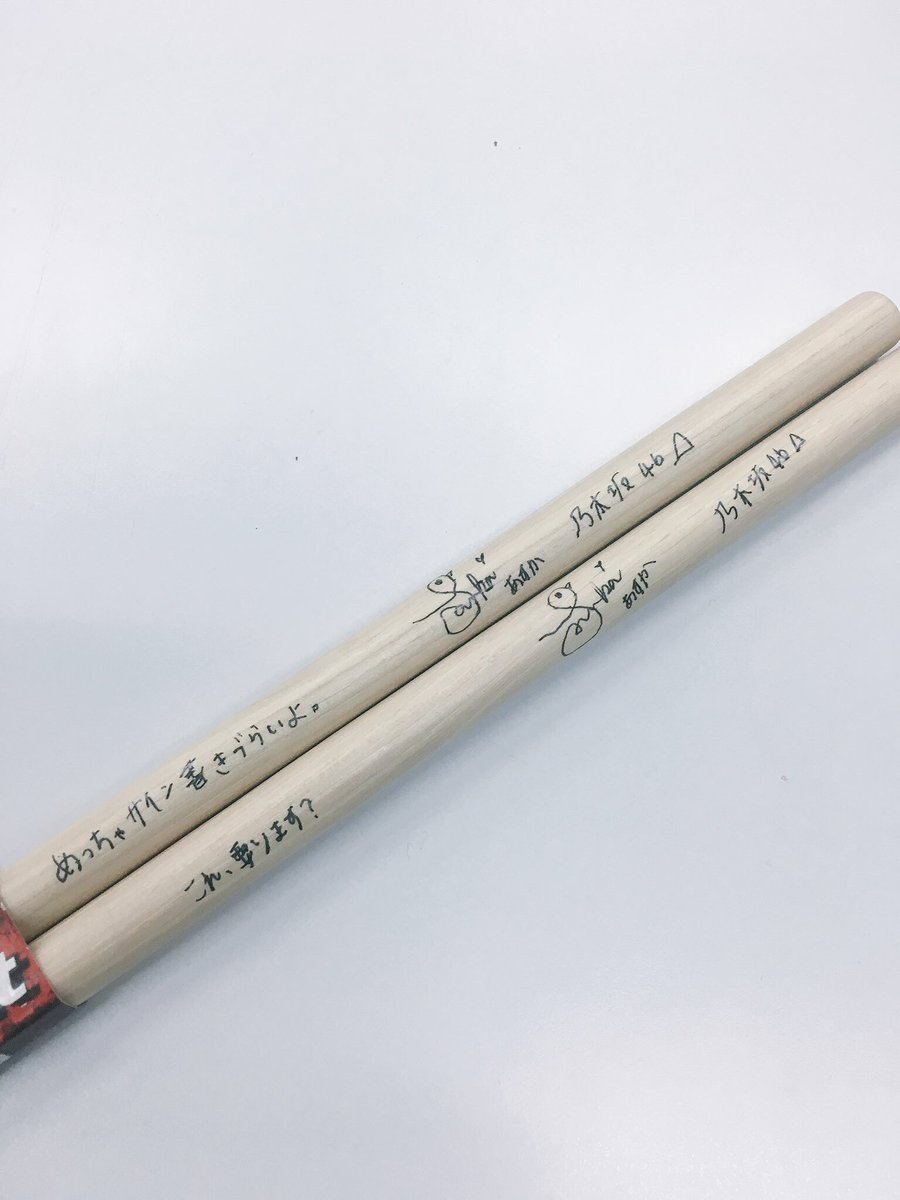 めっちゃサイン書きづらいよ。
あすか
乃木坂46
これ、要ります?
あすか
乃木坂46
t